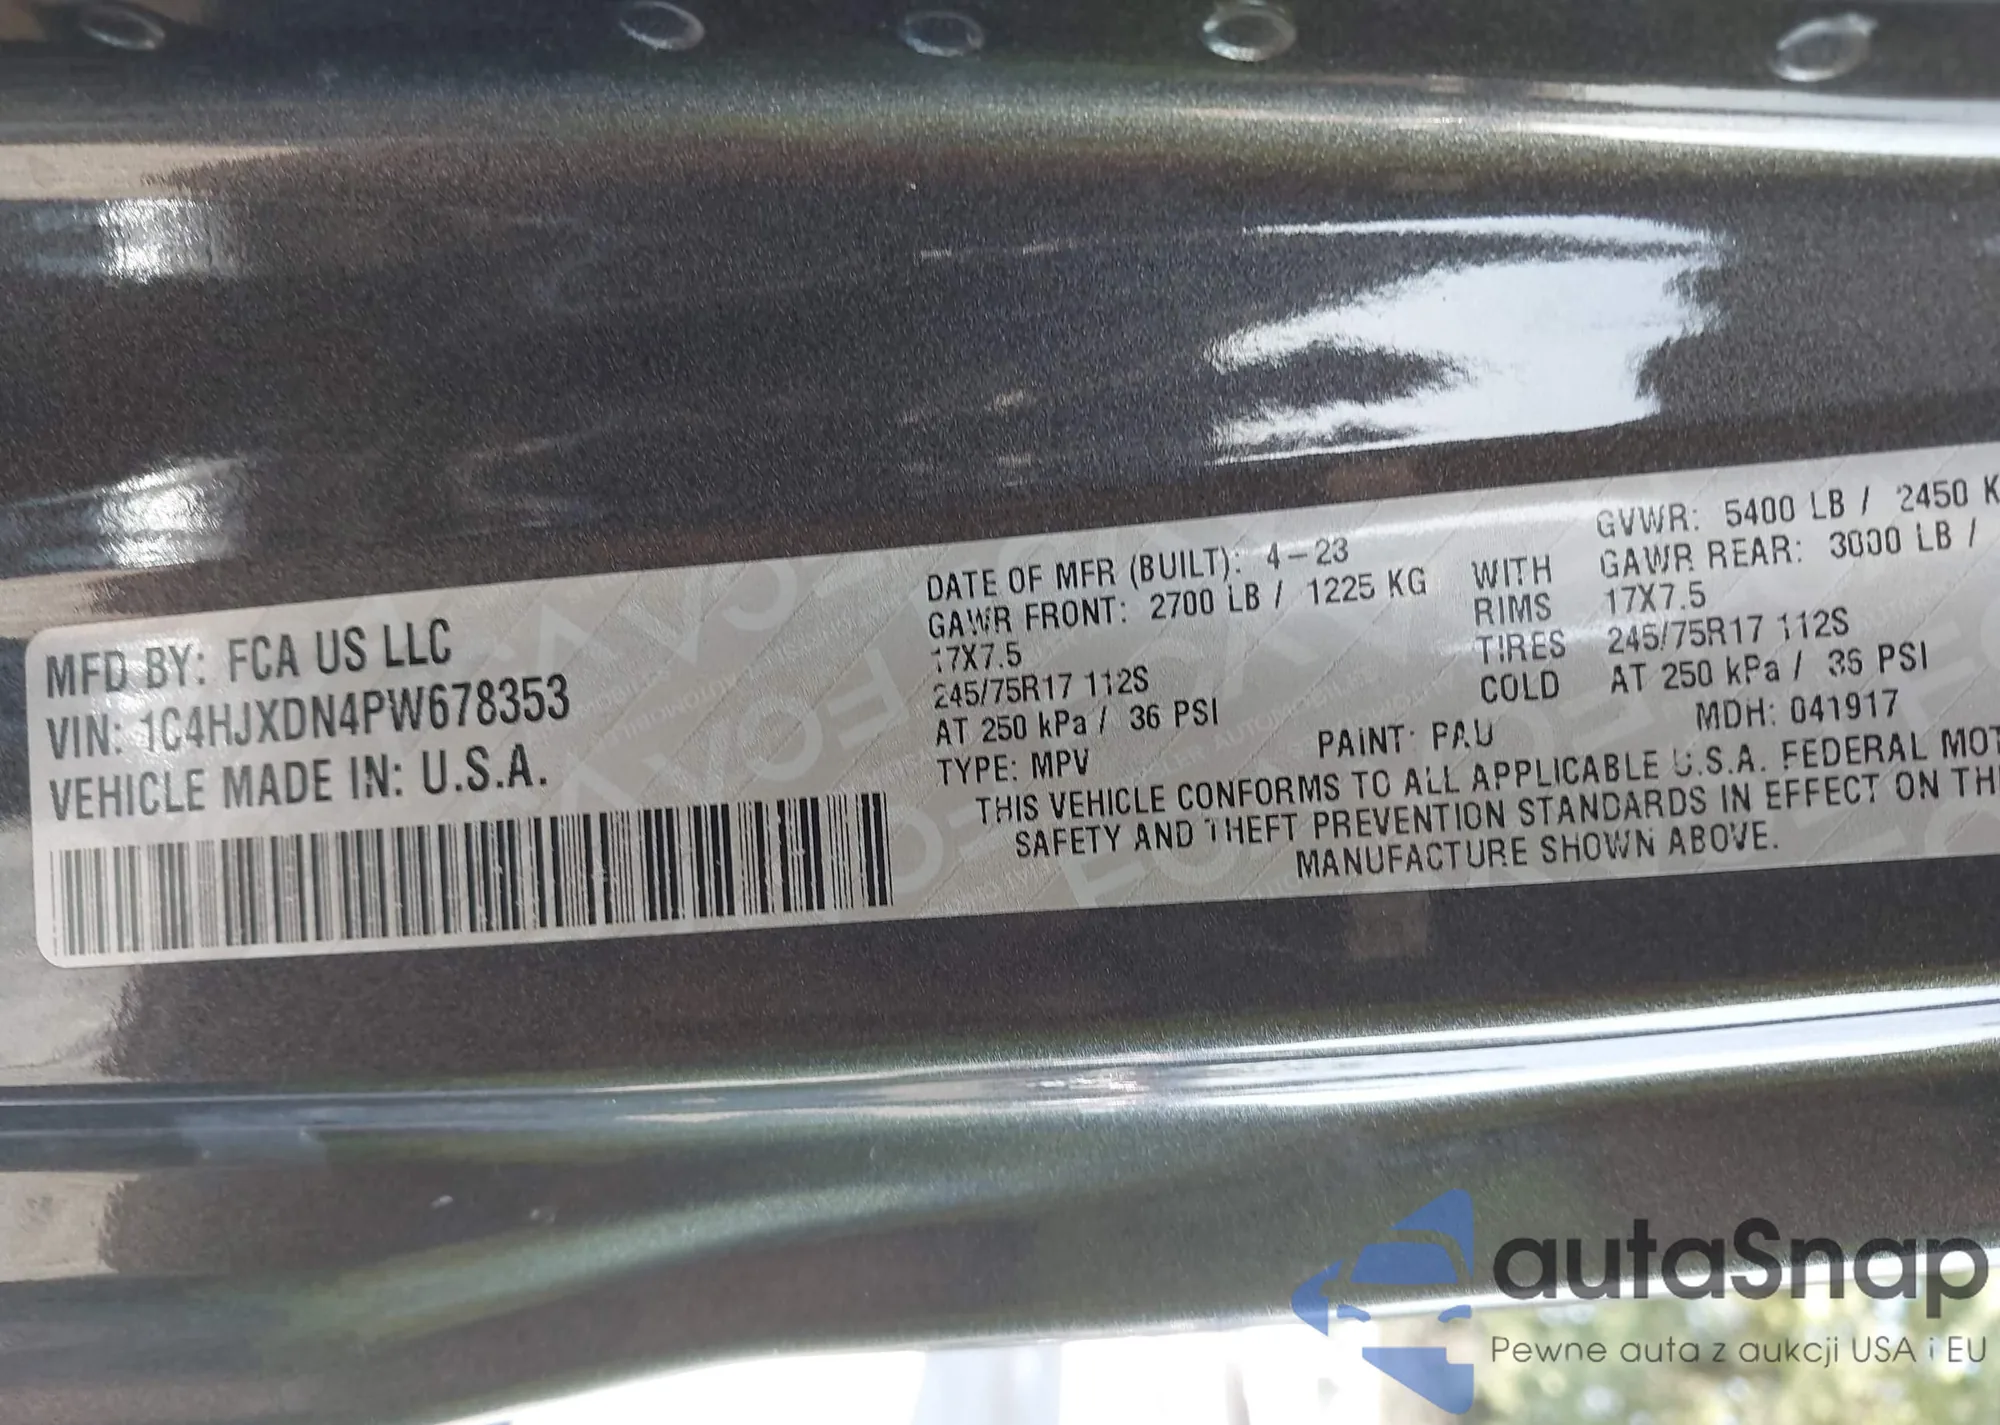 MFD BY: FCA US LLC
VIN: 1C4HJXDN4PW678353
VEHICLE MADE IN: U.S.A.
DATE OF MFR (BUILT): 4-23 GVWR: 5400 LB / 2450 K
GAWR FRONT: 2700 LB / 1225 KG WITH GAWR REAR: 3000 LB /
17X7.5 RIMS 17X7.5
245/75R17 112S TIRES 245/75R17 112S
AT 250 kPa / 36 PSI COLD AT 250 kPa / 36 PSI
TYPE: MPV PAINT: PAU MDH: 041917
THIS VEHICLE CONFORMS TO ALL APPLICABLE U.S.A. FEDERAL MOT
SAFETY AND THEFT PREVENTION STANDARDS IN EFFECT ON TH
MANUFACTURE SHOWN ABOVE.
autaSnap
Pewne auta z aukcji USA i EU